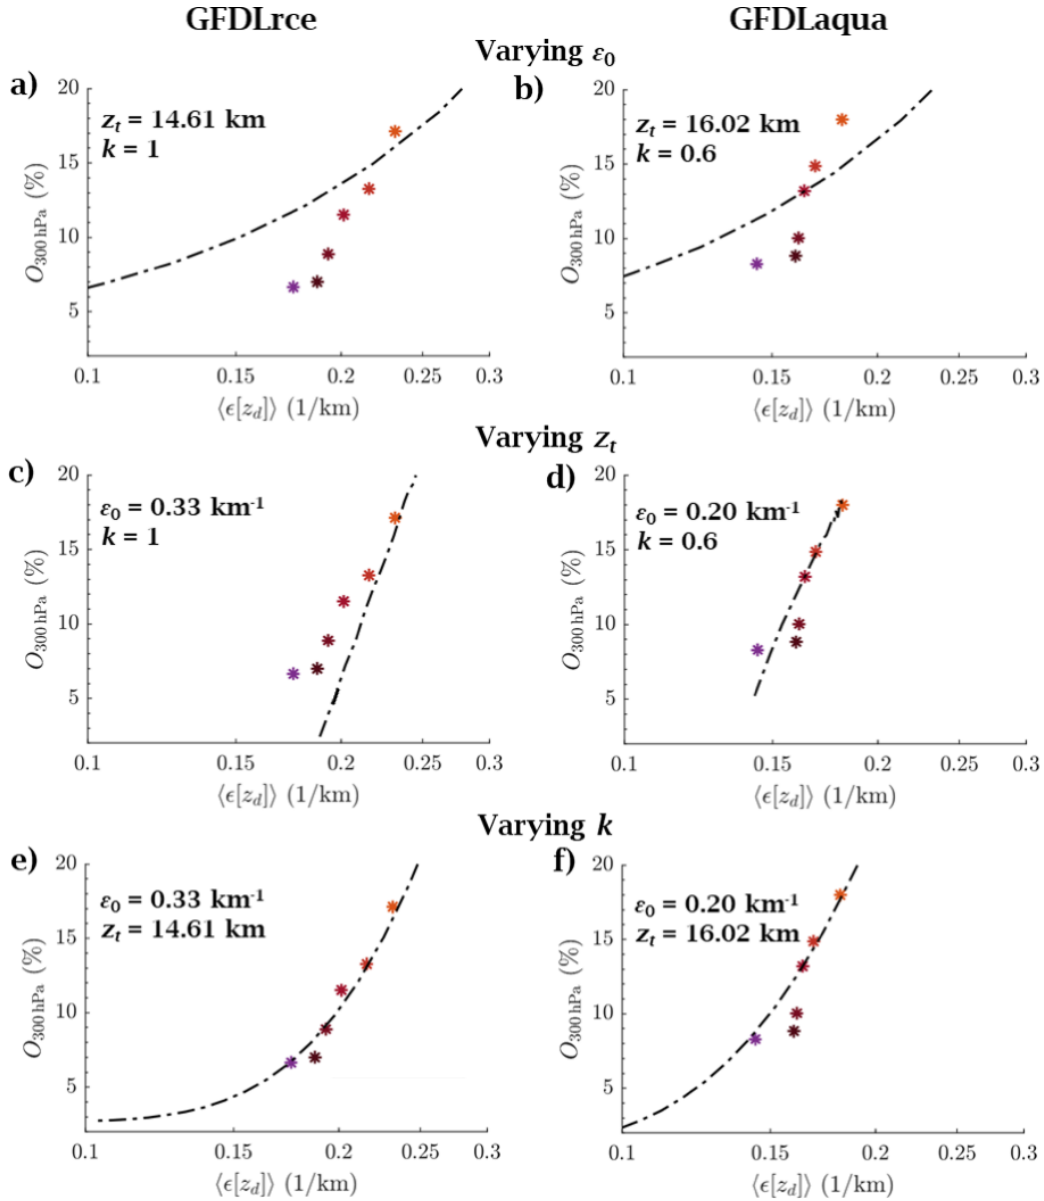 GFDLrce GFDLaqua
Varying ε₀
a) b)
20 20
zₜ = 14.61 km zₜ = 16.02 km
k = 1 k = 0.6
15 15
O₃₀₀ hPa (%) O₃₀₀ hPa (%)
10 10
5 5
0.1 0.15 0.2 0.25 0.3 0.1 0.15 0.2 0.25 0.3
⟨ϵ[z_d]⟩ (1/km) ⟨ϵ[z_d]⟩ (1/km)
Varying zₜ
c) d)
20 20
ε₀ = 0.33 km⁻¹ ε₀ = 0.20 km⁻¹
k = 1 k = 0.6
15 15
O₃₀₀ hPa (%) O₃₀₀ hPa (%)
10 10
5 5
0.1 0.15 0.2 0.25 0.3 0.1 0.15 0.2 0.25 0.3
⟨ϵ[z_d]⟩ (1/km) ⟨ϵ[z_d]⟩ (1/km)
Varying k
e) f)
20 20
ε₀ = 0.33 km⁻¹ ε₀ = 0.20 km⁻¹
zₜ = 14.61 km zₜ = 16.02 km
15 15
O₃₀₀ hPa (%) O₃₀₀ hPa (%)
10 10
5 5
0.1 0.15 0.2 0.25 0.3 0.1 0.15 0.2 0.25 0.3
⟨ϵ[z_d]⟩ (1/km) ⟨ϵ[z_d]⟩ (1/km)